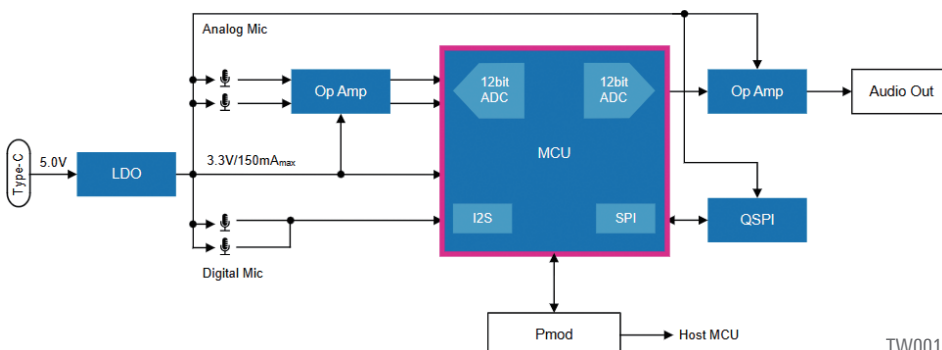 Analog Mic
Op Amp
12bit
ADC
12bit
ADC
MCU
Op Amp
Audio Out
Type-C
5.0V
LDO
3.3V/150mAmax
I2S
SPI
QSPI
Digital Mic
Pmod
Host MCU
TW001